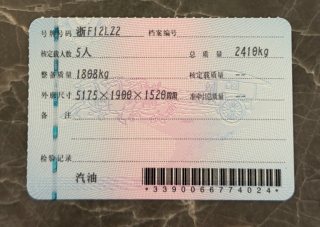 号牌号码 浙F12LZ2 档案编号
核定载人数 5人 总质量 2410kg
整备质量 1808kg 核定载质量 --
外廓尺寸 5175×1900×1520mm 准牵引总质量 --
备注
检验记录
汽油
*3390066774024*